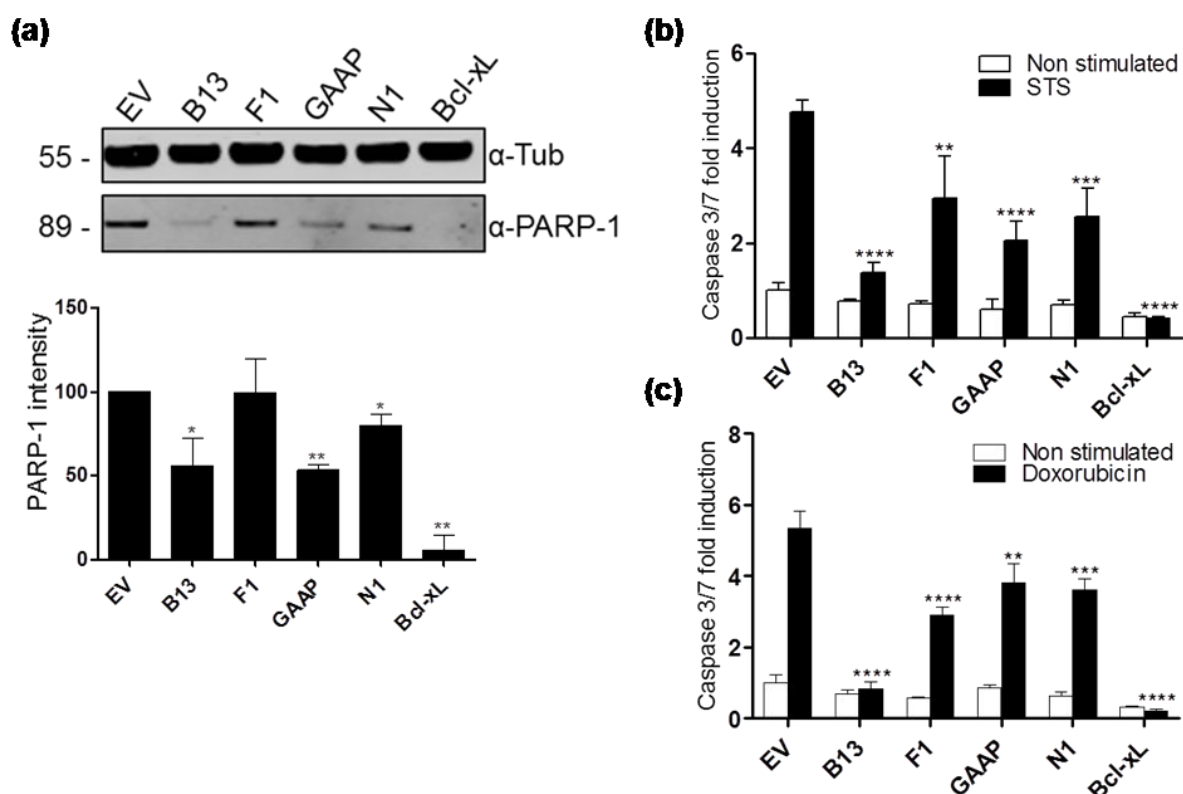 (a)
EV B13 F1 GAAP N1 Bcl-xL
55 - α-Tub
89 - α-PARP-1
PARP-1 intensity
150
100
50
0
* ** * **
EV B13 F1 GAAP N1 Bcl-xL
(b)
Caspase 3/7 fold induction
6
4
2
0
Non stimulated
STS
**** ** **** *** ****
EV B13 F1 GAAP N1 Bcl-xL
(c)
Caspase 3/7 fold induction
8
6
4
2
0
Non stimulated
Doxorubicin
**** **** ** *** ****
EV B13 F1 GAAP N1 Bcl-xL